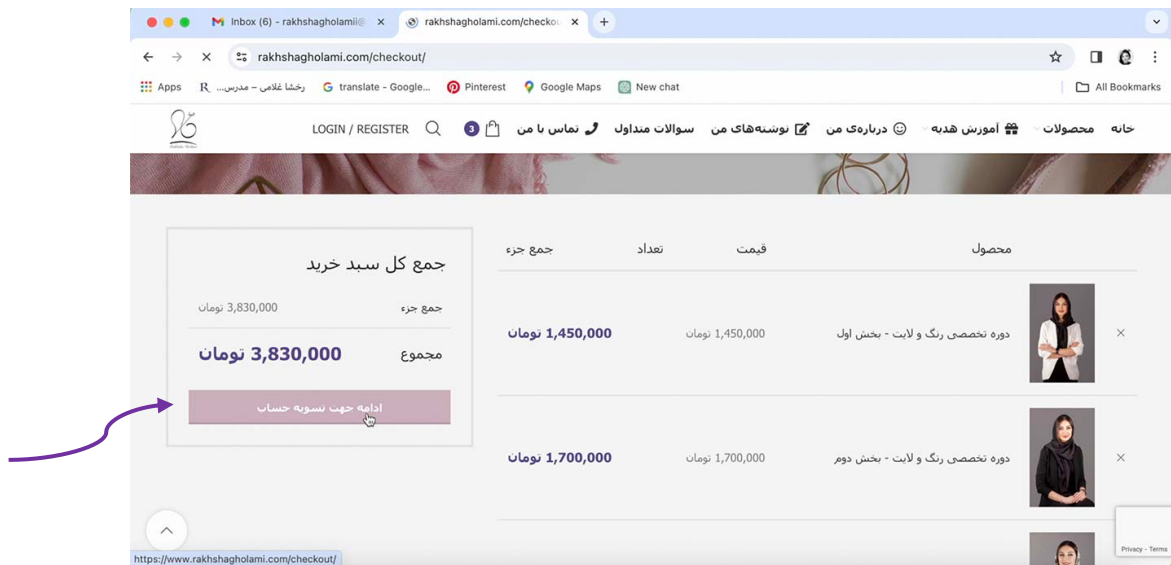 Inbox (6) - rakhshagholamii@
rakhshagholami.com/checkou
rakhshagholami.com/checkout/
Apps
رخشا غلامی – مدرس...
translate - Google...
Pinterest
Google Maps
New chat
All Bookmarks
خانه محصولات آموزش هدیه درباره‌ی من نوشته‌های من سوالات متداول تماس با من 3 LOGIN / REGISTER
محصول قیمت تعداد جمع جزء
دوره تخصصی رنگ و لایت - بخش اول 1,450,000 تومان 1,450,000 تومان
دوره تخصصی رنگ و لایت - بخش دوم 1,700,000 تومان 1,700,000 تومان
جمع کل سبد خرید
جمع جزء 3,830,000 تومان
مجموع 3,830,000 تومان
ادامه جهت تسویه حساب
Privacy - Terms
https://www.rakhshagholami.com/checkout/